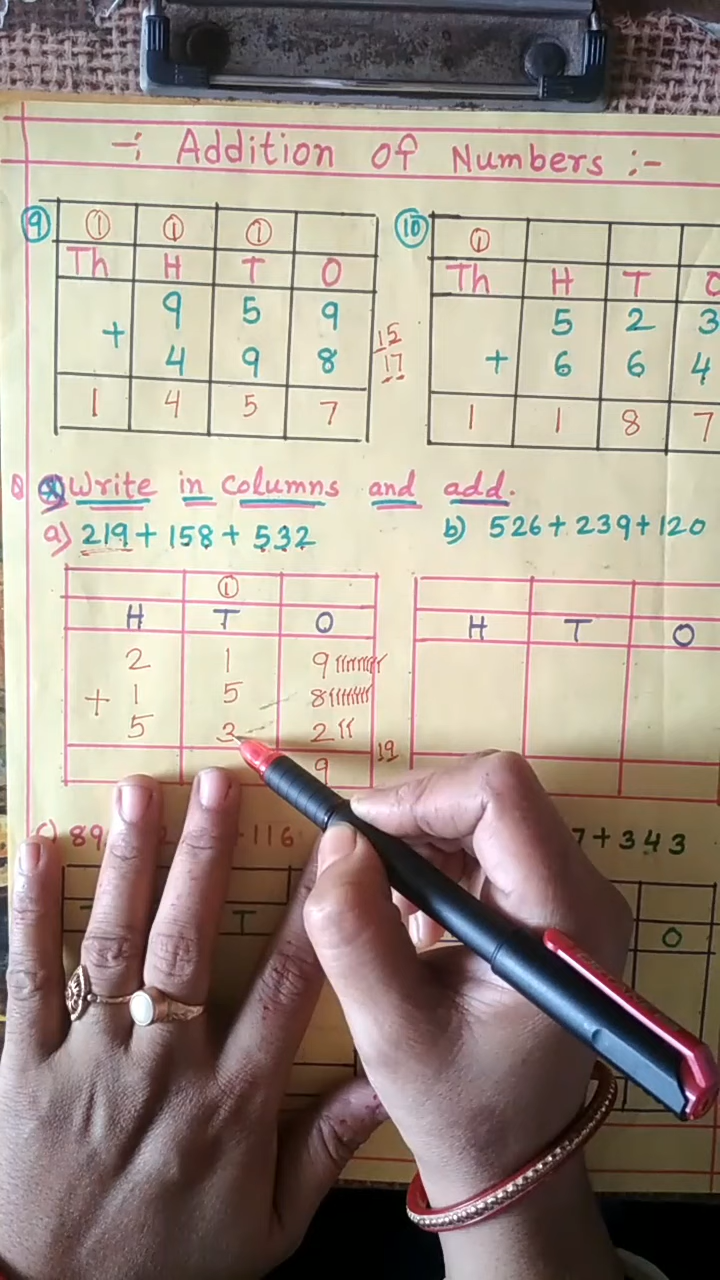 -: Addition of Numbers :-
9 1 1 1
Th H T O
9 5 9
+ 4 9 8
15
17
1 4 5 7
10 1
Th H T O
5 2 3
+ 6 6 4
1 1 8 7
Write in columns and add.
a) 219 + 158 + 532
1
H T O
2 1 9
+ 1 5 8
5 3 2
19
9
b) 526 + 239 + 120
H T O
c) 89
116
T
7 + 343
O